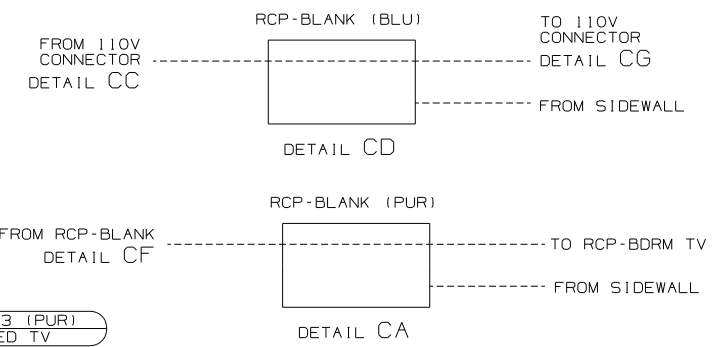 RCP-BLANK (BLU)
FROM 110V
CONNECTOR
DETAIL CC
TO 110V
CONNECTOR
DETAIL CG
FROM SIDEWALL
DETAIL CD
RCP-BLANK (PUR)
FROM RCP-BLANK
DETAIL CF
TO RCP-BDRM TV
FROM SIDEWALL
DETAIL CA
3 (PUR)
ED TV